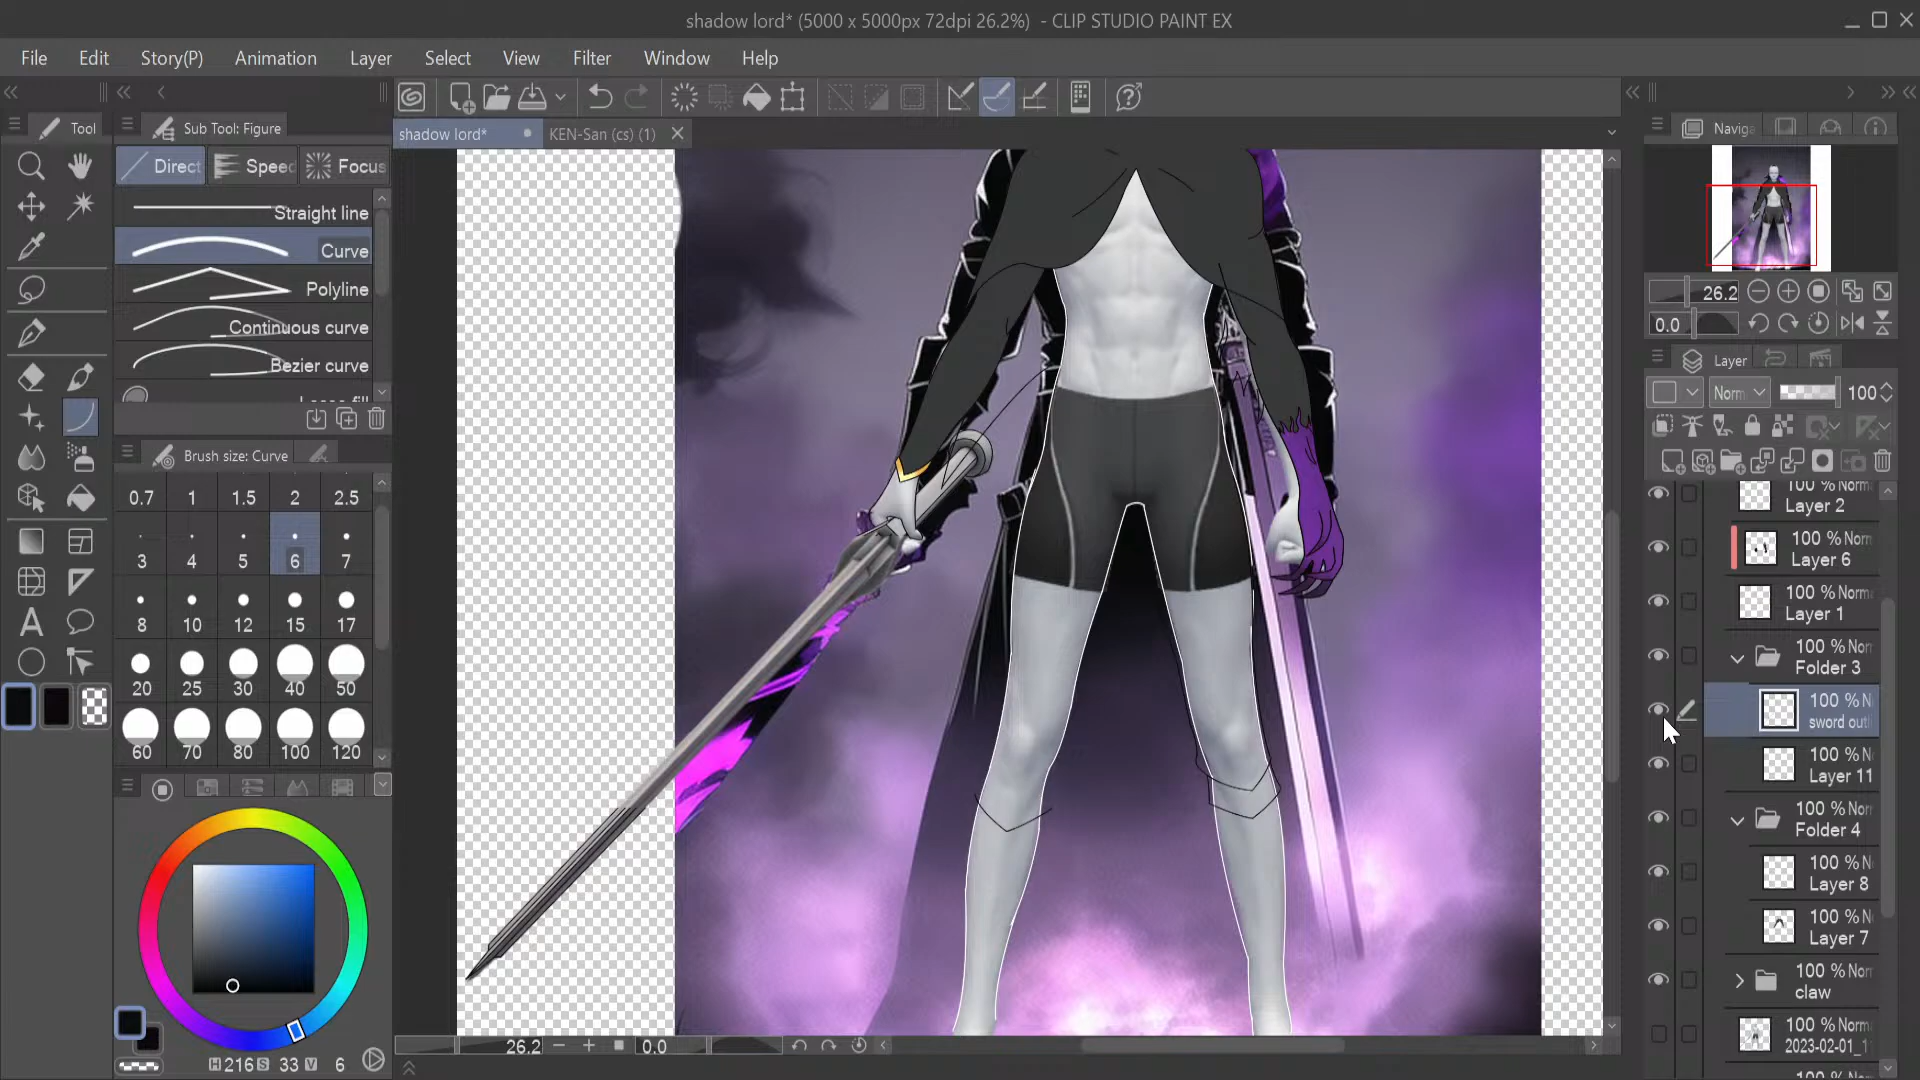 shadow lord* (5000 x 5000px 72dpi 26.2%) - CLIP STUDIO PAINT EX
File Edit Story(P) Animation Layer Select View Filter Window Help
Tool
Sub Tool: Figure
shadow lord*
KEN-San (cs) (1)
Direct
Speed
Focus
Straight line
Curve
Polyline
Continuous curve
Bezier curve
Brush size: Curve
0.7 1 1.5 2 2.5
3 4 5 6 7
8 10 12 15 17
20 25 30 40 50
60 70 80 100 120
H 216 S 33 V 6
26.2
0.0
Naviga
26.2
0.0
Layer
Norm
100
100 % Norm
Layer 2
100 % Norm
Layer 6
100 % Norm
Layer 1
100 % Norm
Folder 3
100 % N
sword outl
100 % N
Layer 11
100 % Norm
Folder 4
100 % N
Layer 8
100 % N
Layer 7
100 % Norm
claw
100 % Norm
2023-02-01_1